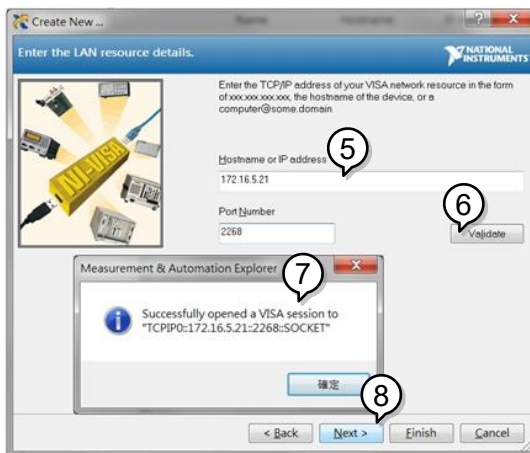 Create New ...
Enter the LAN resource details.
NATIONAL
INSTRUMENTS
Enter the TCP/IP address of your VISA network resource in the form
of xxx.xxx.xxx.xxx, the hostname of the device, or a
computer@some.domain
NI-VISA
Hostname or IP address
5
172.16.5.21
Port Number
6
2268
Validate
Measurement & Automation Explorer
7
Successfully opened a VISA session to
"TCPIP0::172.16.5.21::2268::SOCKET"
確定
8
< Back
Next >
Finish
Cancel